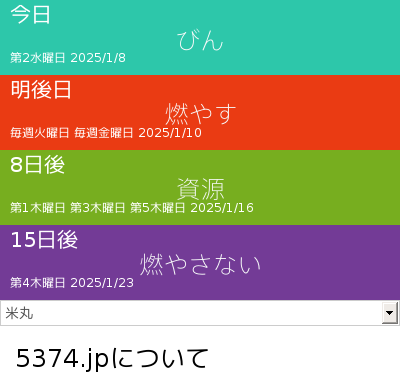 今日
びん
第2水曜日 2025/1/8
明後日
燃やす
毎週火曜日 毎週金曜日 2025/1/10
8日後
資源
第1木曜日 第3木曜日 第5木曜日 2025/1/16
15日後
燃やさない
第4木曜日 2025/1/23
米丸
5374.jpについて